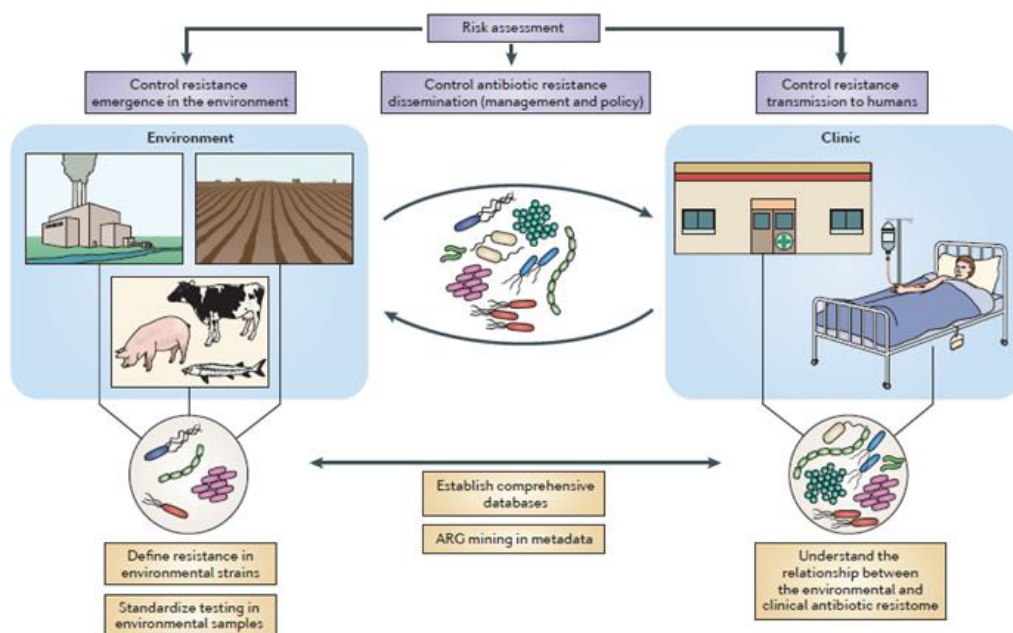 Risk assessment
Control resistance
emergence in the environment
Control antibiotic resistance
dissemination (management and policy)
Control resistance
transmission to humans
Environment
Clinic
Establish comprehensive
databases
ARG mining in metadata
Define resistance in
environmental strains
Standardize testing in
environmental samples
Understand the
relationship between
the environmental and
clinical antibiotic resistome